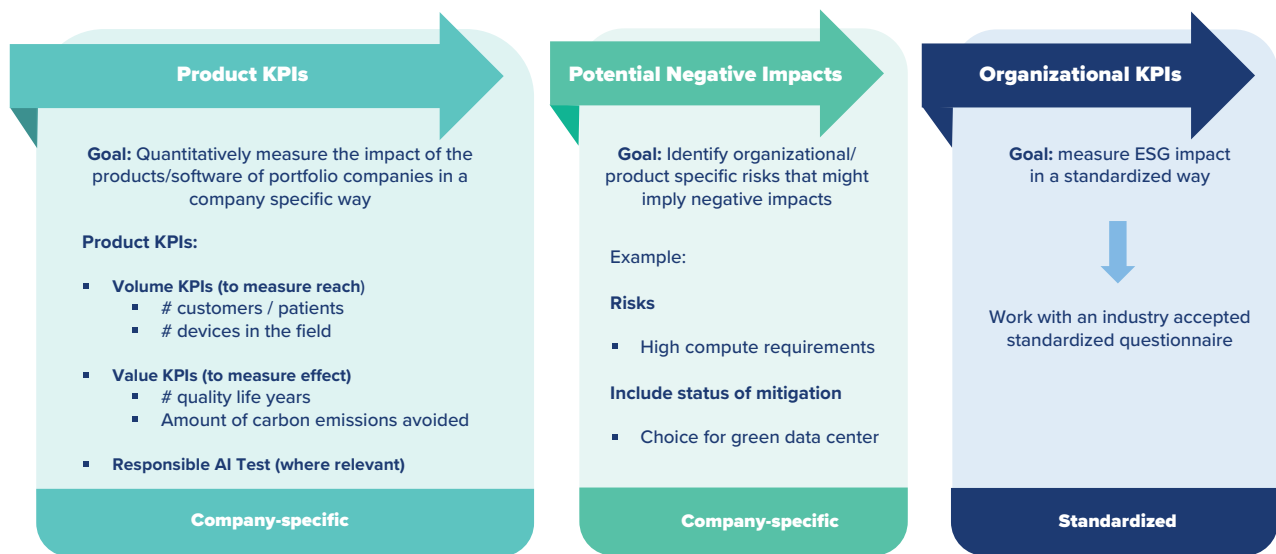 Product KPIs
Goal: Quantitatively measure the impact of the
products/software of portfolio companies in a
company specific way
Product KPIs:
▪ Volume KPIs (to measure reach)
▪ # customers / patients
▪ # devices in the field
▪ Value KPIs (to measure effect)
▪ # quality life years
▪ Amount of carbon emissions avoided
▪ Responsible AI Test (where relevant)
Company-specific
Potential Negative Impacts
Goal: Identify organizational/
product specific risks that might
imply negative impacts
Example:
Risks
▪ High compute requirements
Include status of mitigation
▪ Choice for green data center
Company-specific
Organizational KPIs
Goal: measure ESG impact
in a standardized way
Work with an industry accepted
standardized questionnaire
Standardized